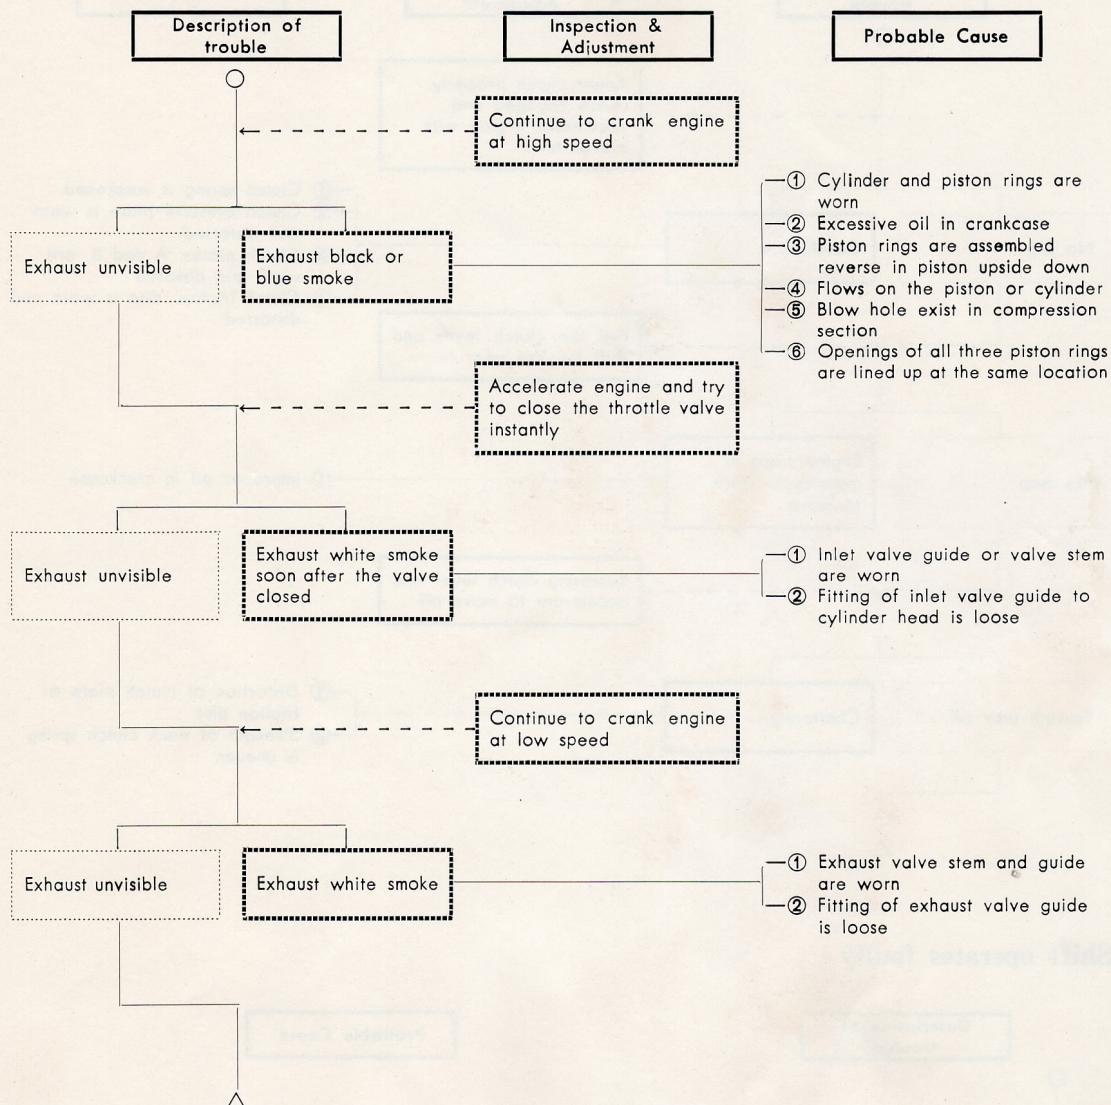 Description of
trouble
Inspection &
Adjustment
Probable Cause
Continue to crank engine
at high speed
Exhaust unvisible
Exhaust black or
blue smoke
① Cylinder and piston rings are
worn
② Excessive oil in crankcase
③ Piston rings are assembled
reverse in piston upside down
④ Flows on the piston or cylinder
⑤ Blow hole exist in compression
section
⑥ Openings of all three piston rings
are lined up at the same location
Accelerate engine and try
to close the throttle valve
instantly
Exhaust unvisible
Exhaust white smoke
soon after the valve
closed
① Inlet valve guide or valve stem
are worn
② Fitting of inlet valve guide to
cylinder head is loose
Continue to crank engine
at low speed
Exhaust unvisible
Exhaust white smoke
① Exhaust valve stem and guide
are worn
② Fitting of exhaust valve guide
is loose